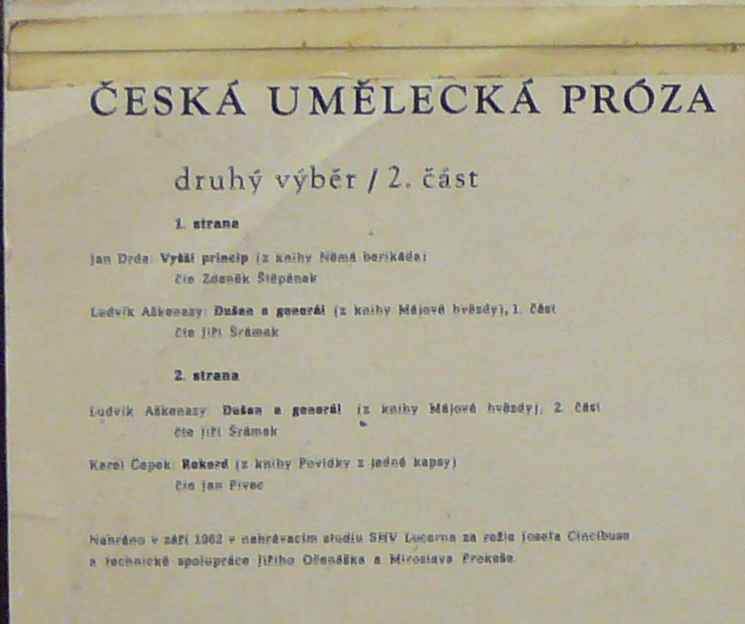 ČESKÁ UMĚLECKÁ PRÓZA
druhý výběr / 2. část
1. strana
Jan Drda: Vyšší princip (z knihy Němá barikáda)
čte Zdeněk Štěpánek
Ludvík Aškenazy: Dušan a generál (z knihy Májové hvězdy), 1. část
čte Jiří Šrámek
2. strana
Ludvík Aškenazy: Dušan a generál (z knihy Májové hvězdy), 2. část
čte Jiří Šrámek
Karel Čapek: Rekord (z knihy Povídky z jedné kapsy)
čte Jan Pivec
Nahráno v září 1962 v nahrávacím studiu SHV Lucerna za režie Josefa Cincibuse
a technické spolupráce Jiřího Očenáška a Miroslava Prokeše.